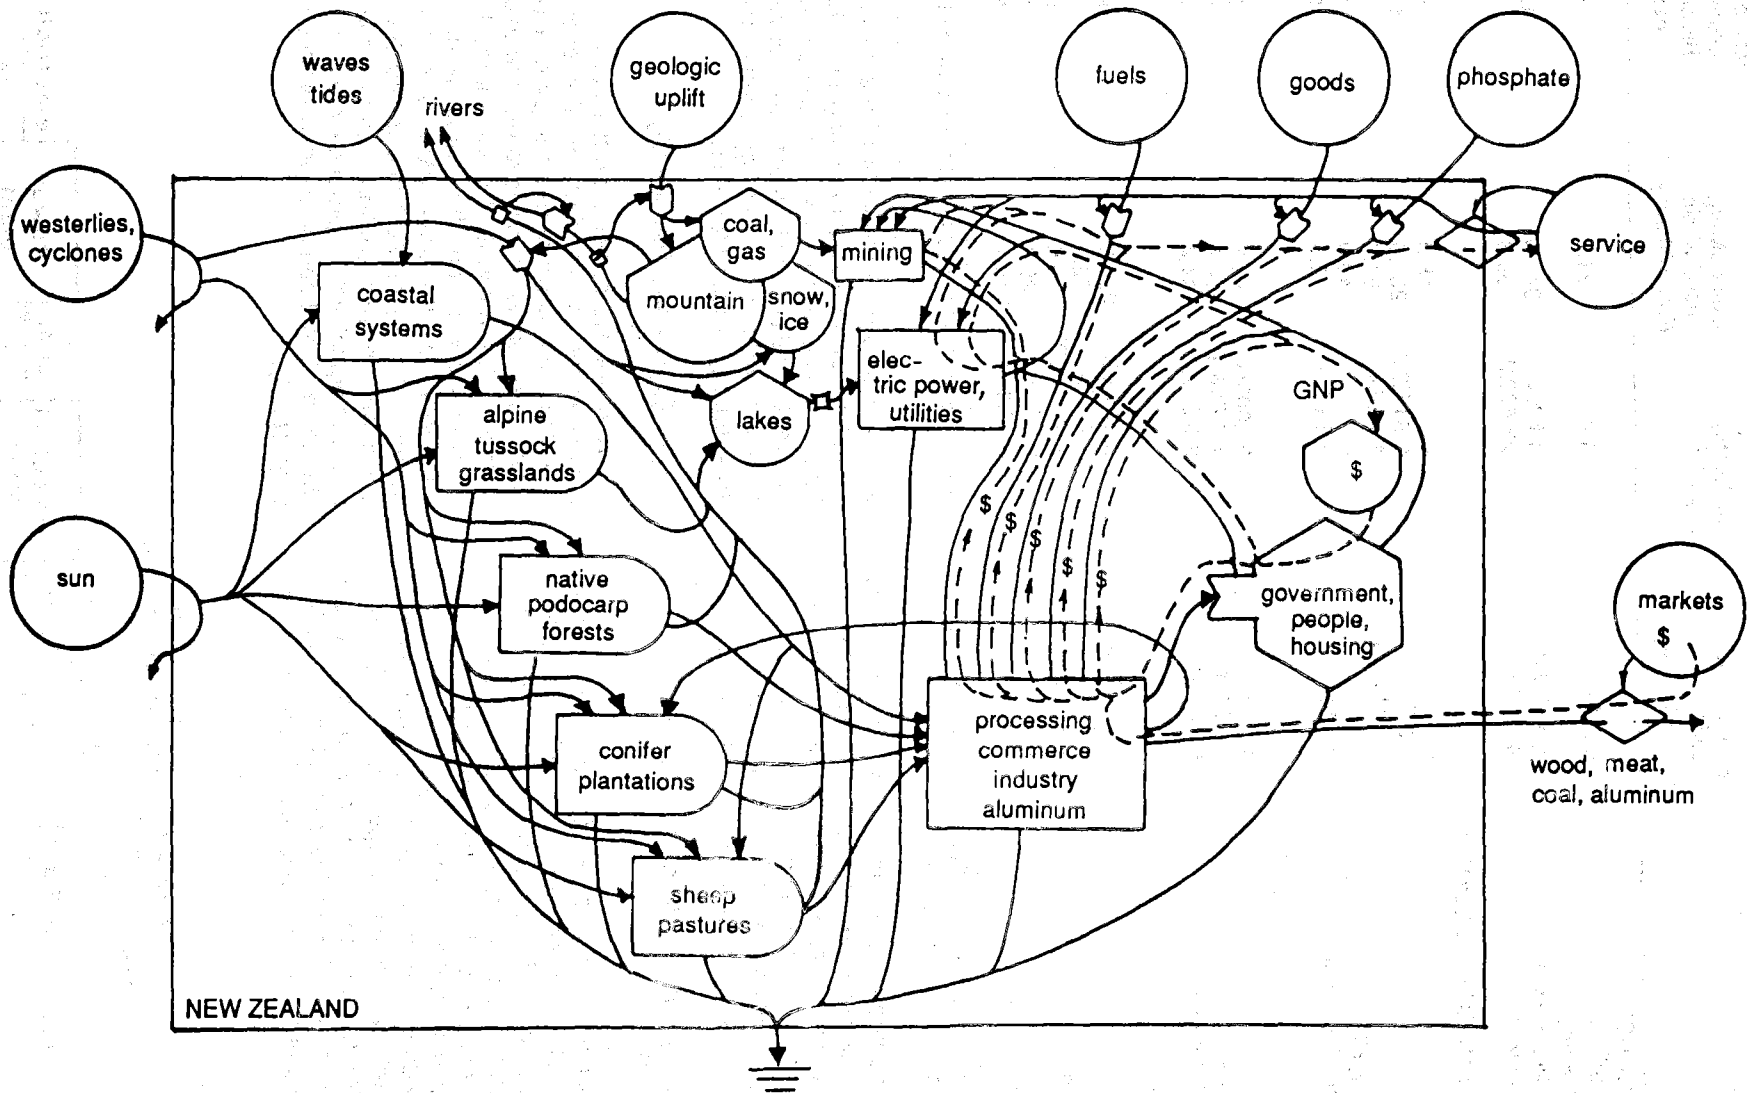 waves
tides
rivers
geologic
uplift
fuels
goods
phosphate
westerlies,
cyclones
service
coal,
gas
mining
mountain
snow,
ice
coastal
systems
elec-
tric power,
utilities
GNP
$
alpine
tussock
grasslands
lakes
$
$
$
$
$
sun
native
podocarp
forests
government,
people,
housing
markets
$
processing
commerce
industry
aluminum
conifer
plantations
wood, meat,
coal, aluminum
sheep
pastures
NEW ZEALAND